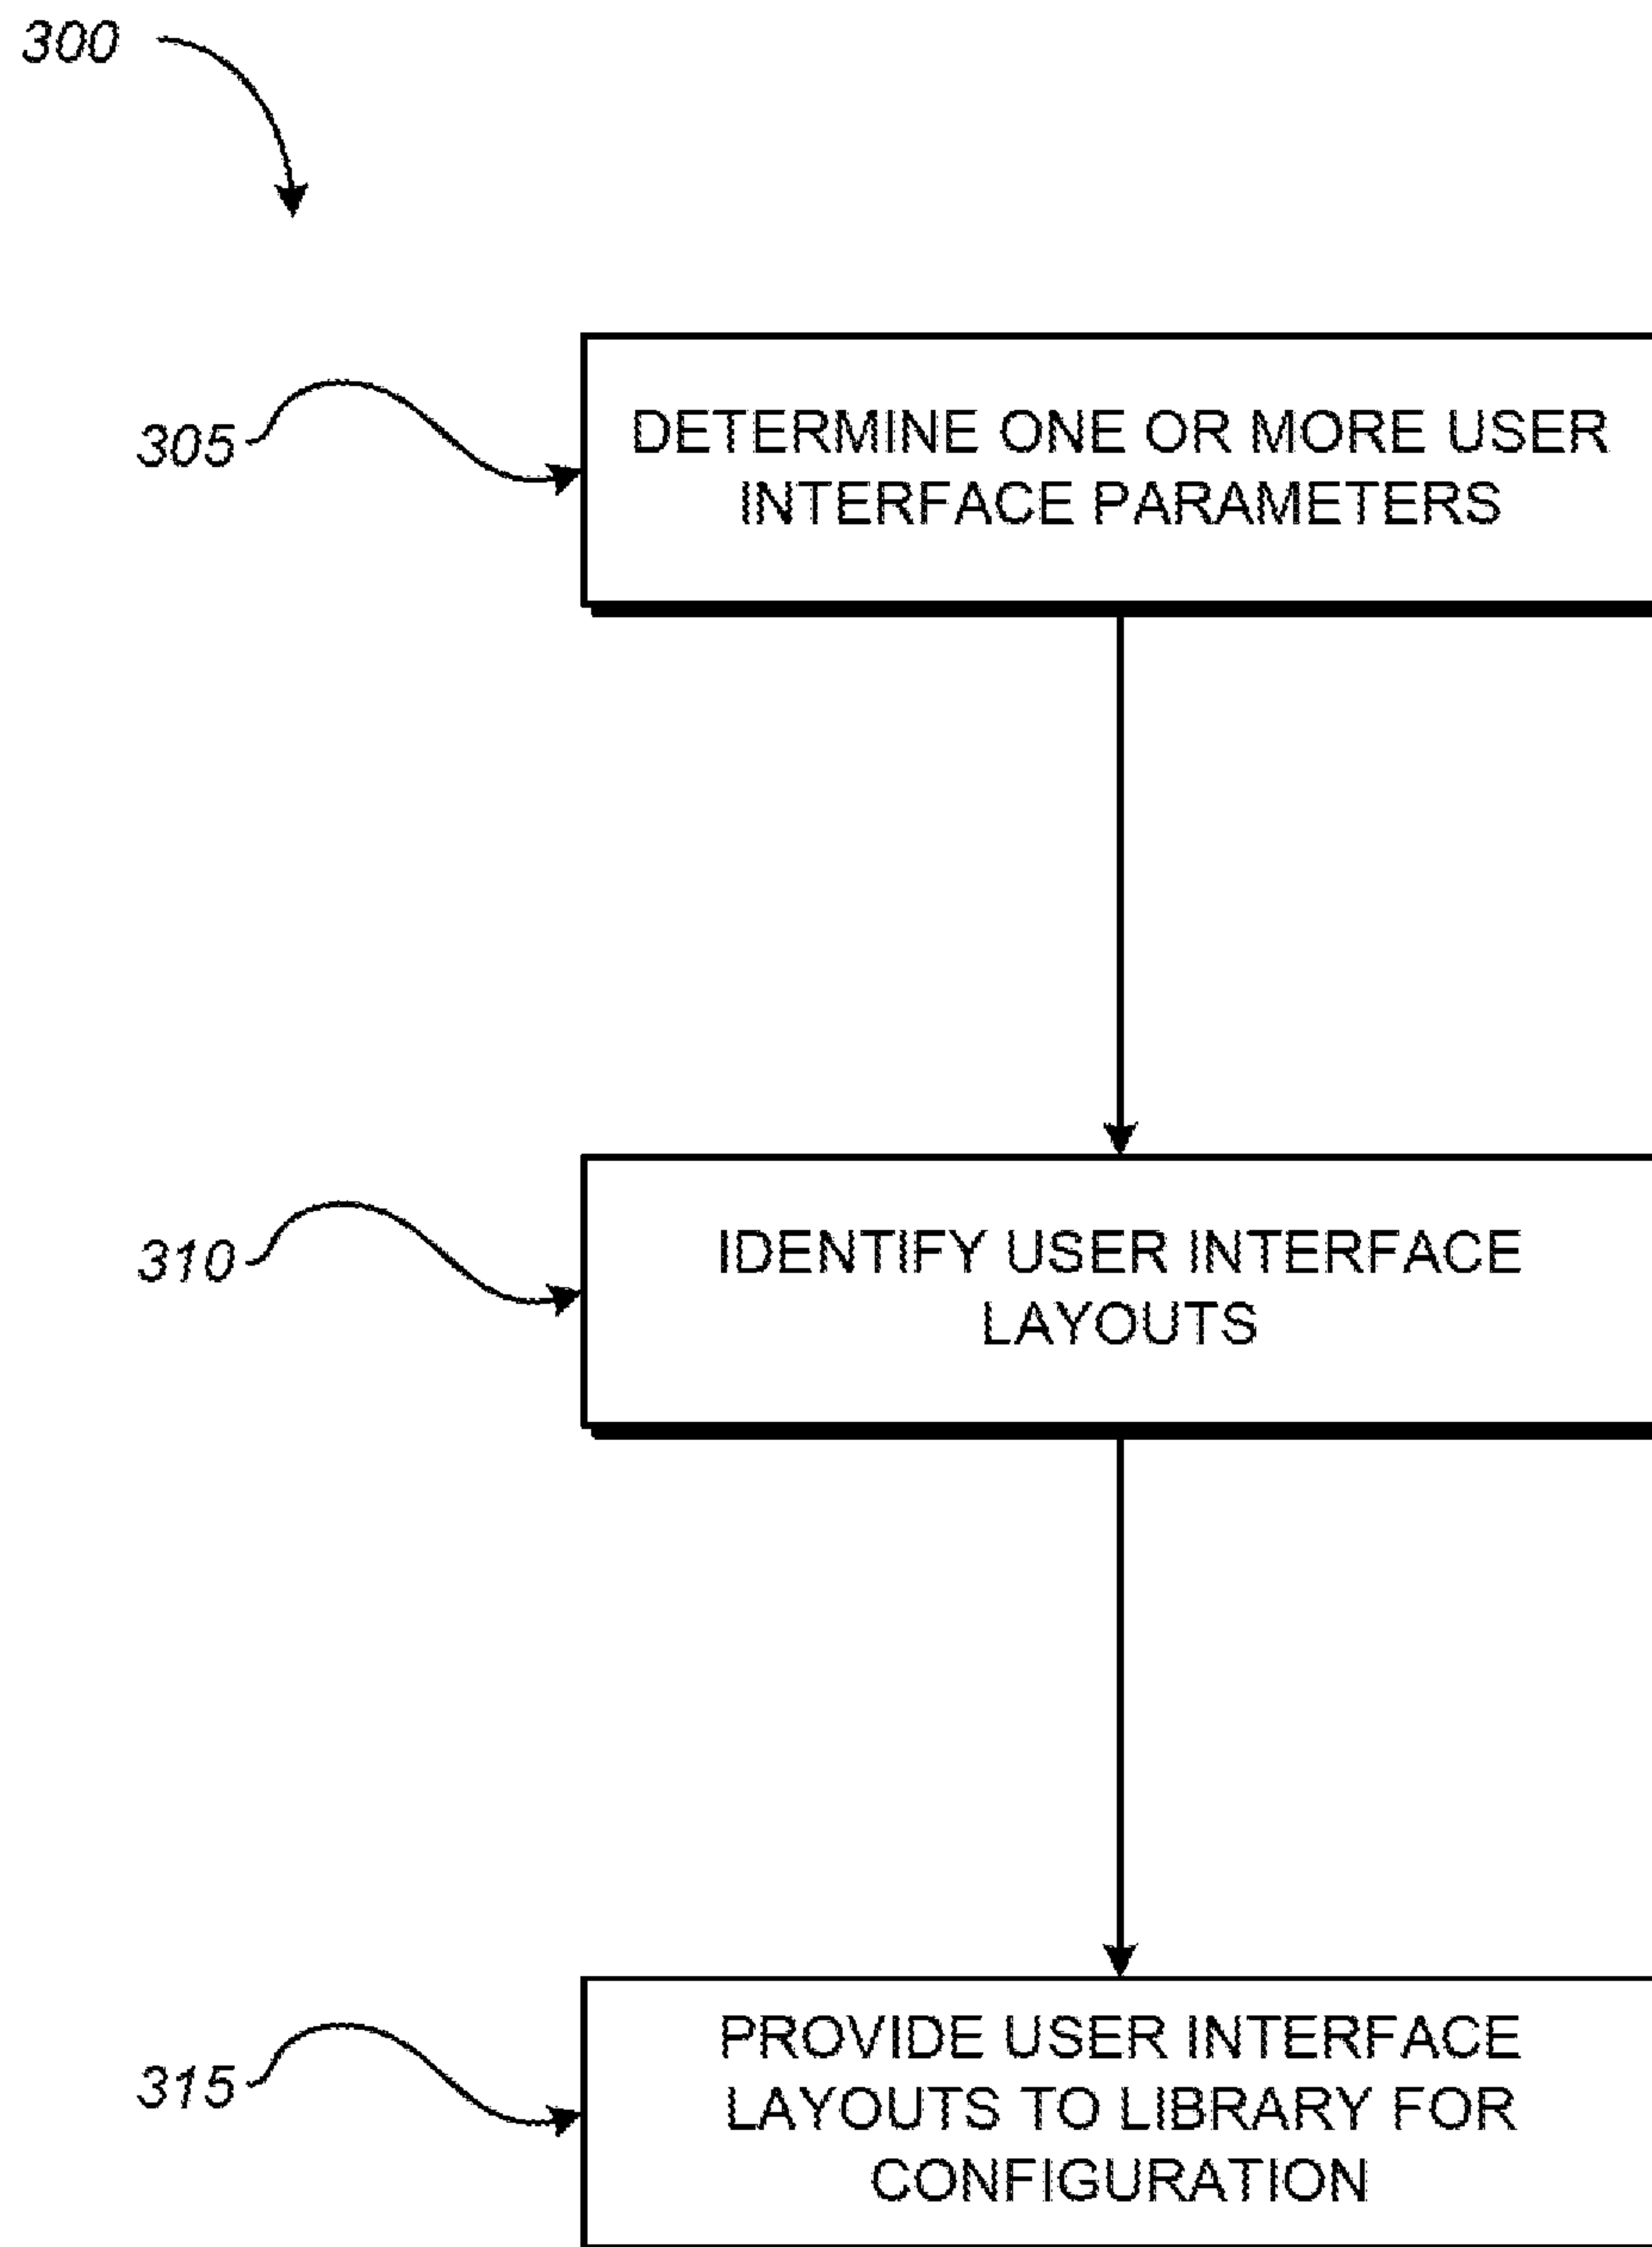 300
305
DETERMINE ONE OR MORE USER
INTERFACE PARAMETERS
310
IDENTIFY USER INTERFACE
LAYOUTS
315
PROVIDE USER INTERFACE
LAYOUTS TO LIBRARY FOR
CONFIGURATION